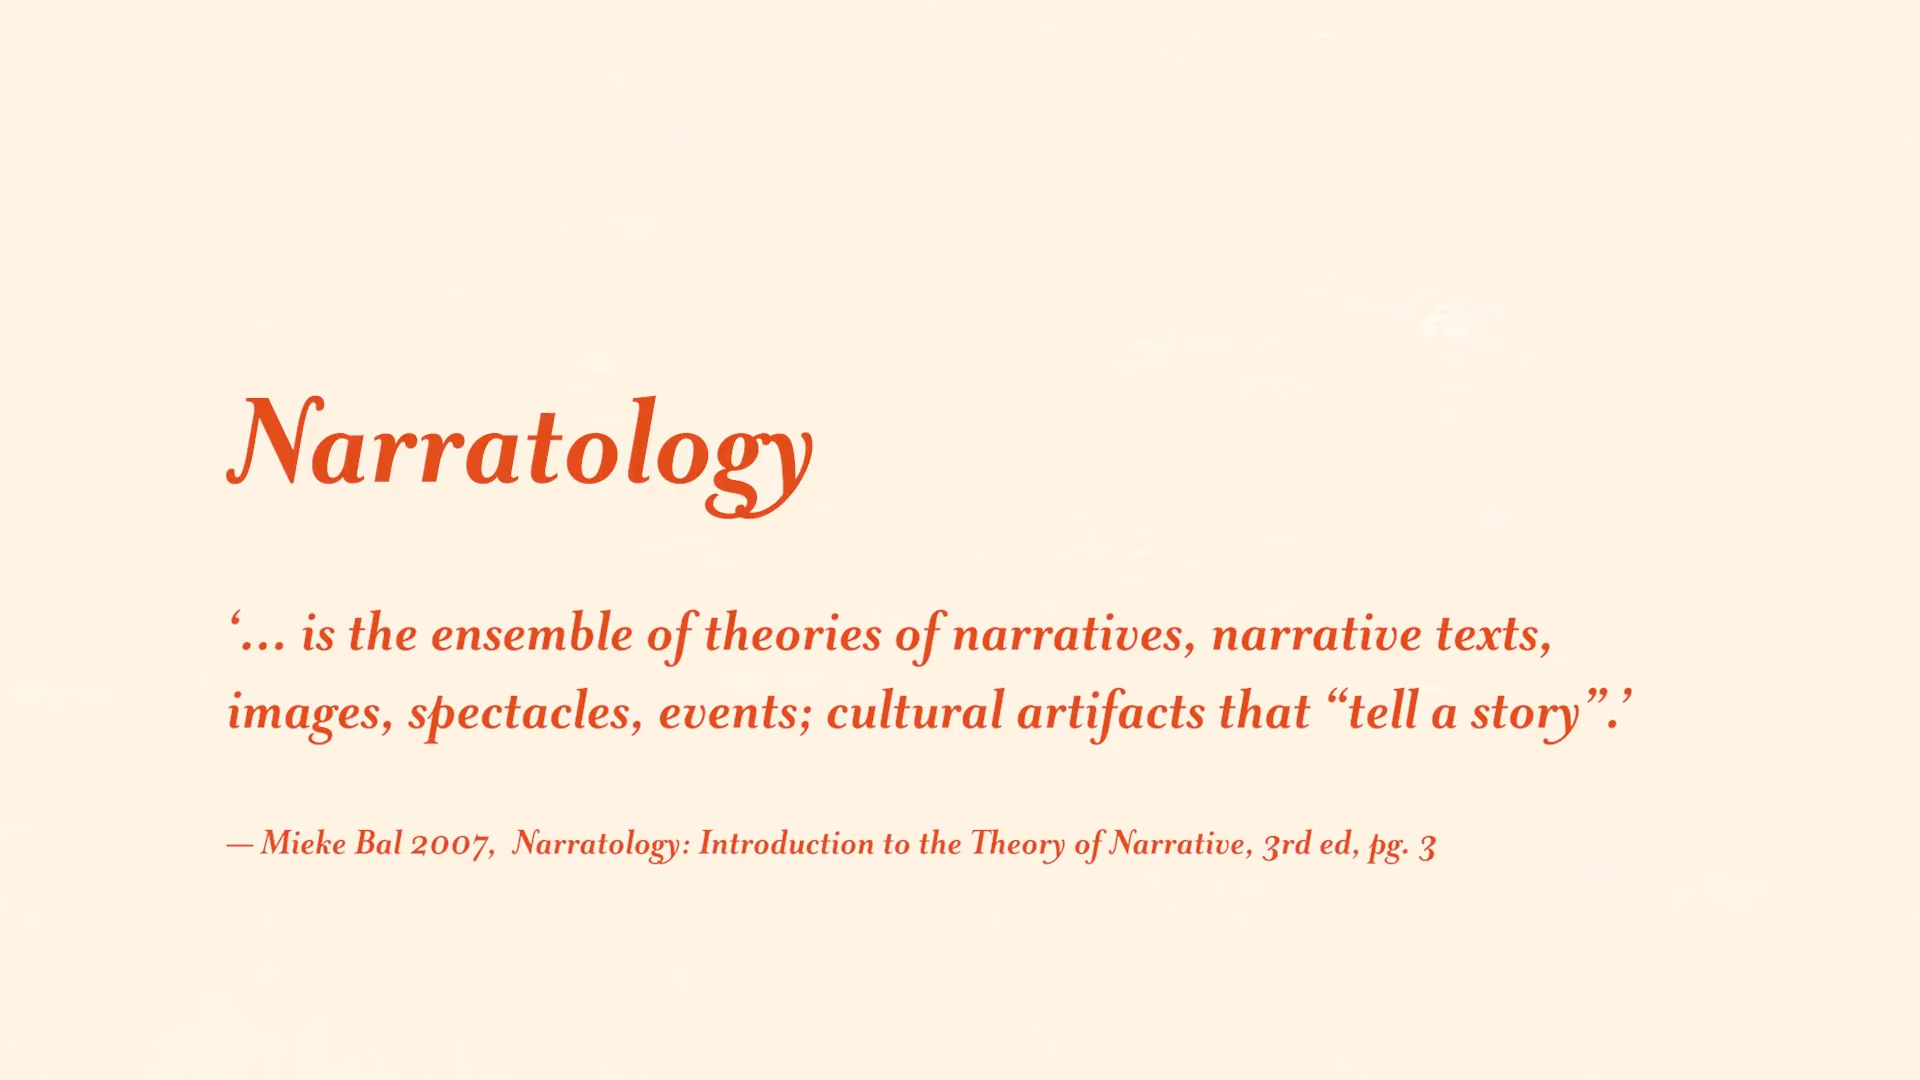 Narratology
‘... is the ensemble of theories of narratives, narrative texts,
images, spectacles, events; cultural artifacts that “tell a story”.’
— Mieke Bal 2007, Narratology: Introduction to the Theory of Narrative, 3rd ed, pg. 3